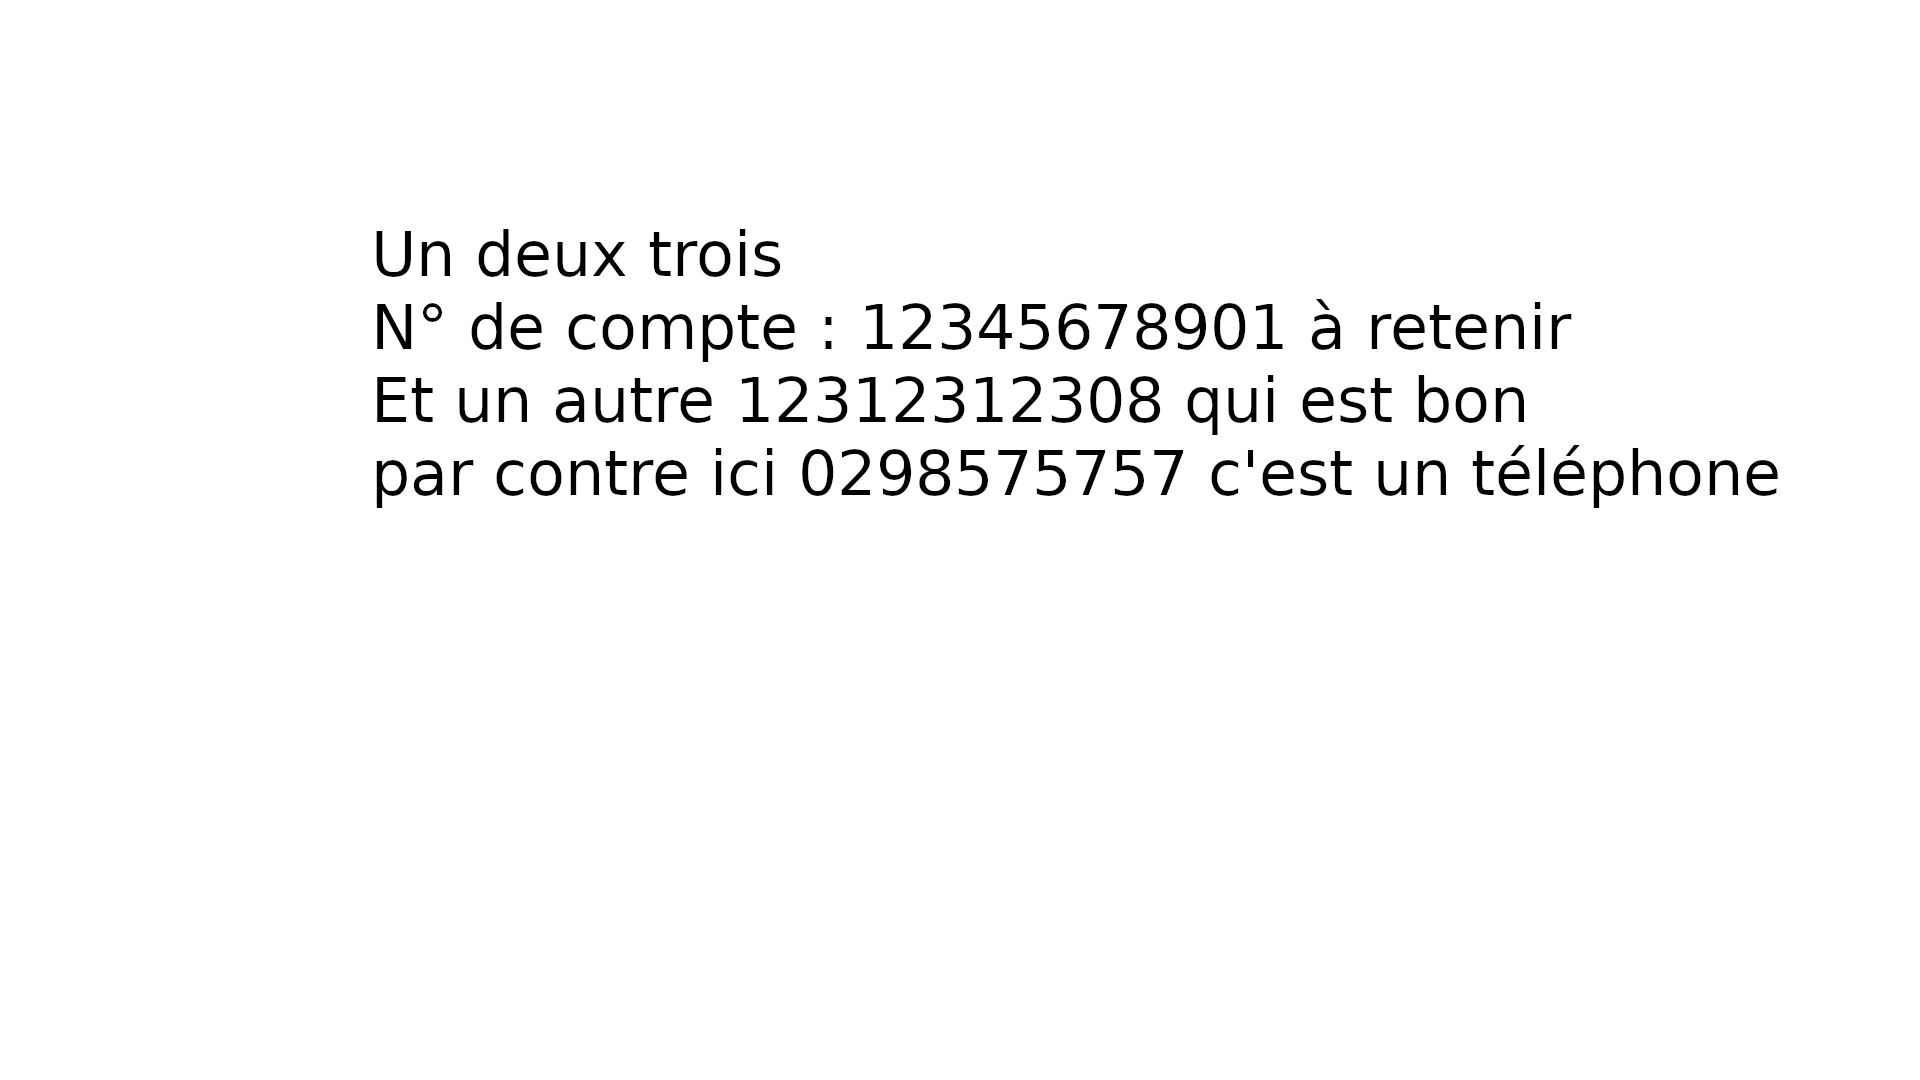 Un deux trois
N° de compte : 12345678901 à retenir
Et un autre 12312312308 qui est bon
par contre ici 0298575757 c'est un téléphone